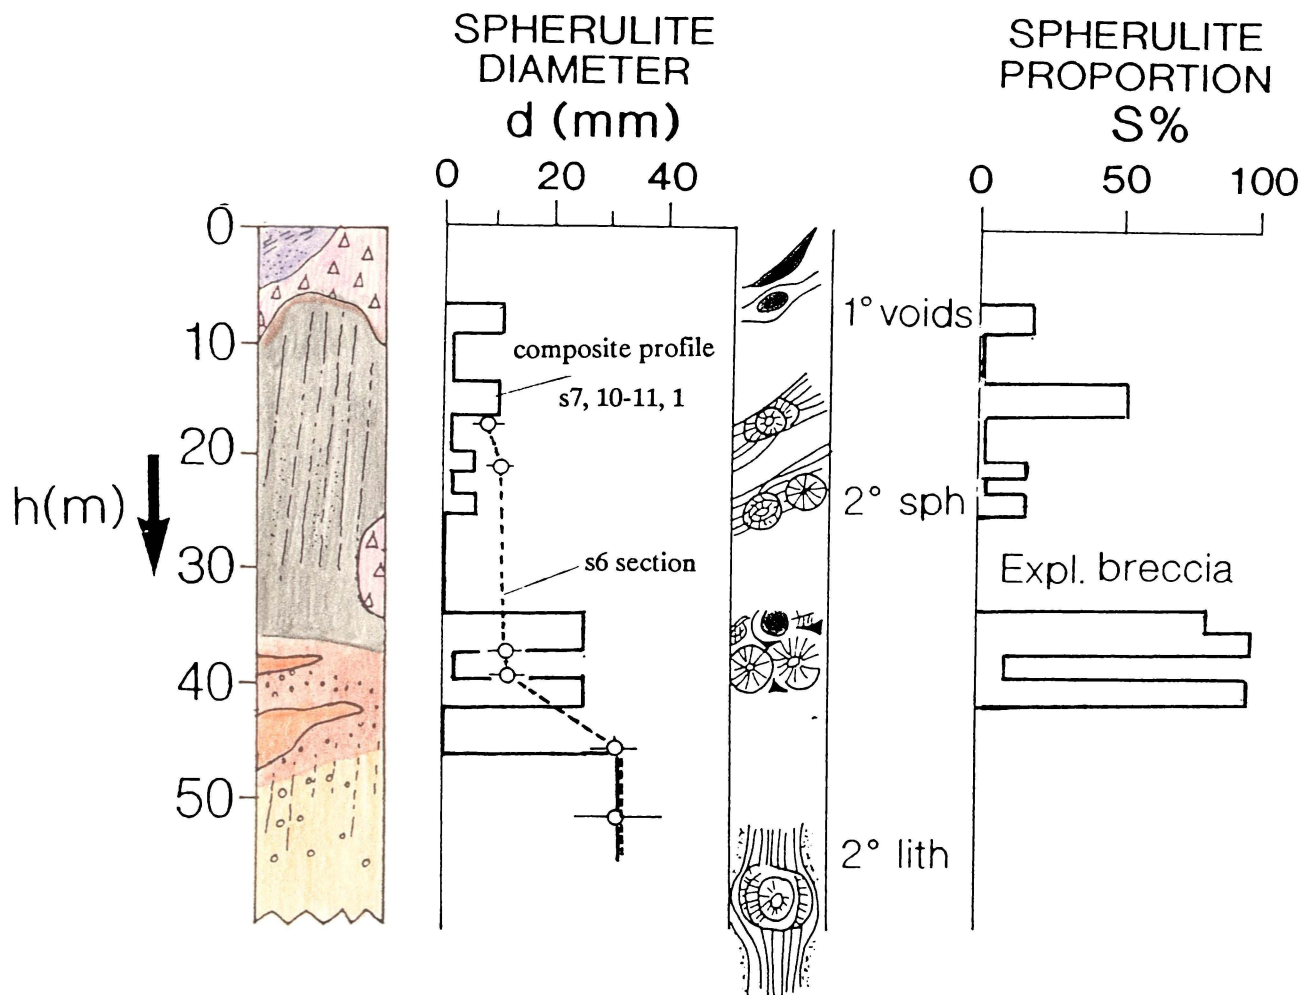 SPHERULITE
DIAMETER
d (mm)
0 20 40
SPHERULITE
PROPORTION
S%
0 50 100
0
10
20
30
40
50
h(m)
composite profile
s7, 10-11, 1
s6 section
1° voids
2° sph
Expl. breccia
2° lith